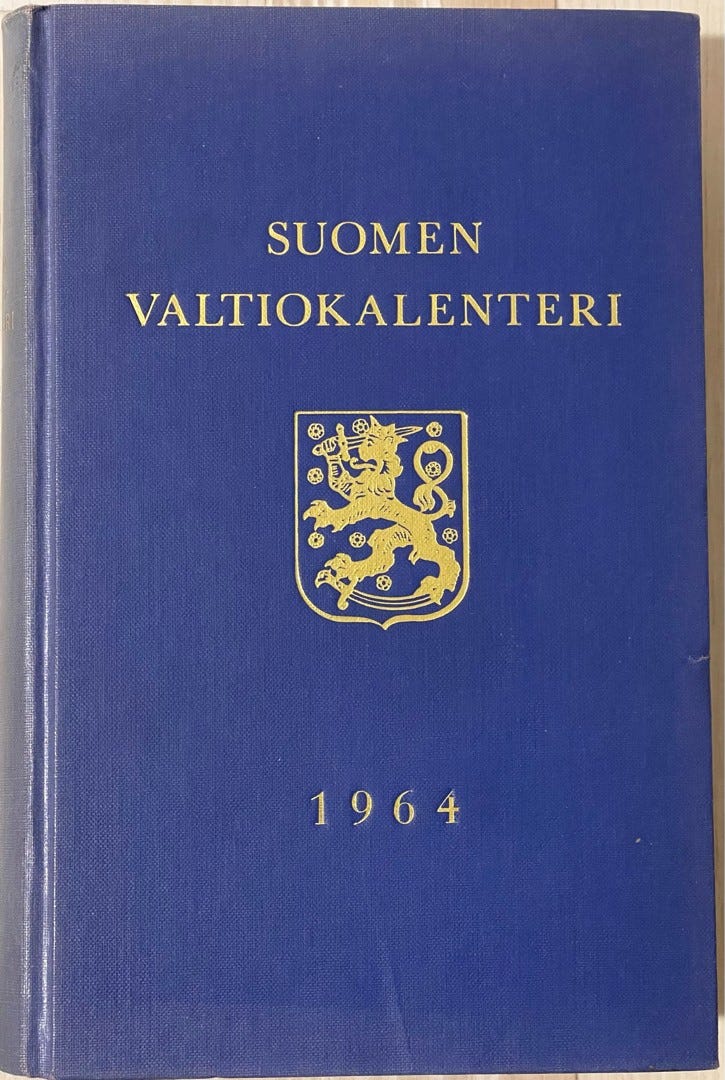 SUOMEN
VALTIOKALENTERI
1964